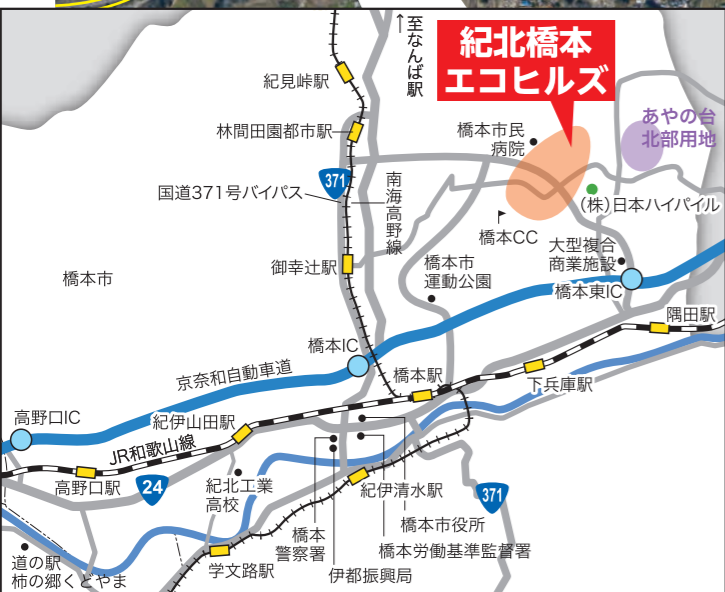 ↑至なんば駅
紀北橋本
エコヒルズ
紀見峠駅
あやの台
北部用地
林間田園都市駅
橋本市民
病院
371
国道371号バイパス
南海高野線
(株)日本ハイパイル
橋本CC
大型複合
商業施設
御幸辻駅
橋本市
橋本市
運動公園
橋本東IC
隅田駅
橋本IC
京奈和自動車道
橋本駅
下兵庫駅
高野口IC
紀伊山田駅
JR和歌山線
高野口駅
24
紀北工業
高校
紀伊清水駅
371
橋本市役所
橋本
警察署
橋本労働基準監督署
伊都振興局
学文路駅
道の駅
柿の郷くどやま